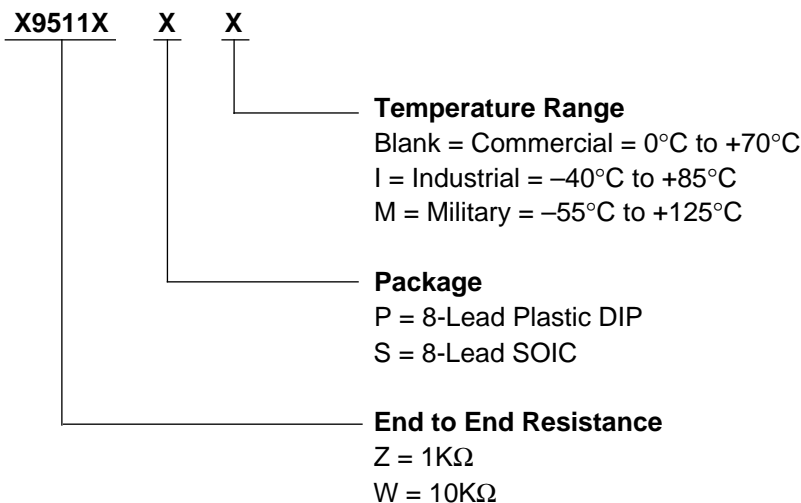 X9511X X X
Temperature Range
Blank = Commercial = 0°C to +70°C
I = Industrial = –40°C to +85°C
M = Military = –55°C to +125°C
Package
P = 8-Lead Plastic DIP
S = 8-Lead SOIC
End to End Resistance
Z = 1KΩ
W = 10KΩ